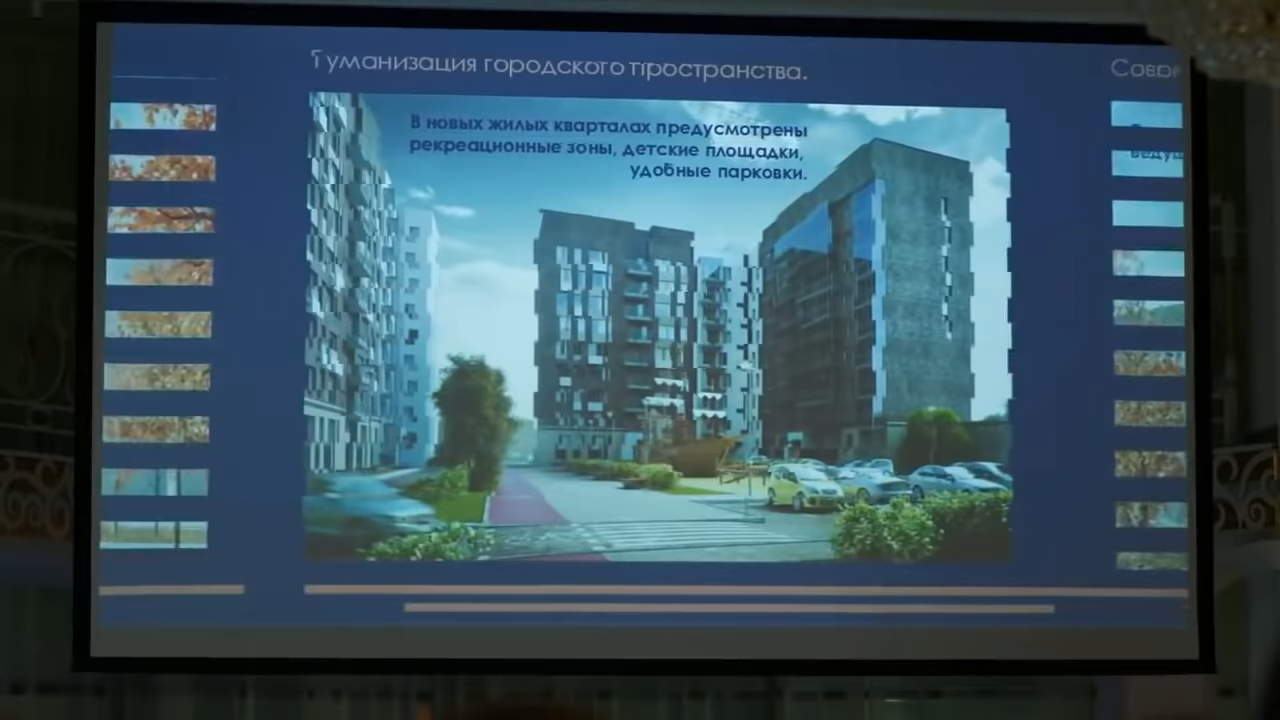 Гуманизация городского пространства.
В новых жилых кварталах предусмотрены
рекреационные зоны, детские площадки,
удобные парковки.